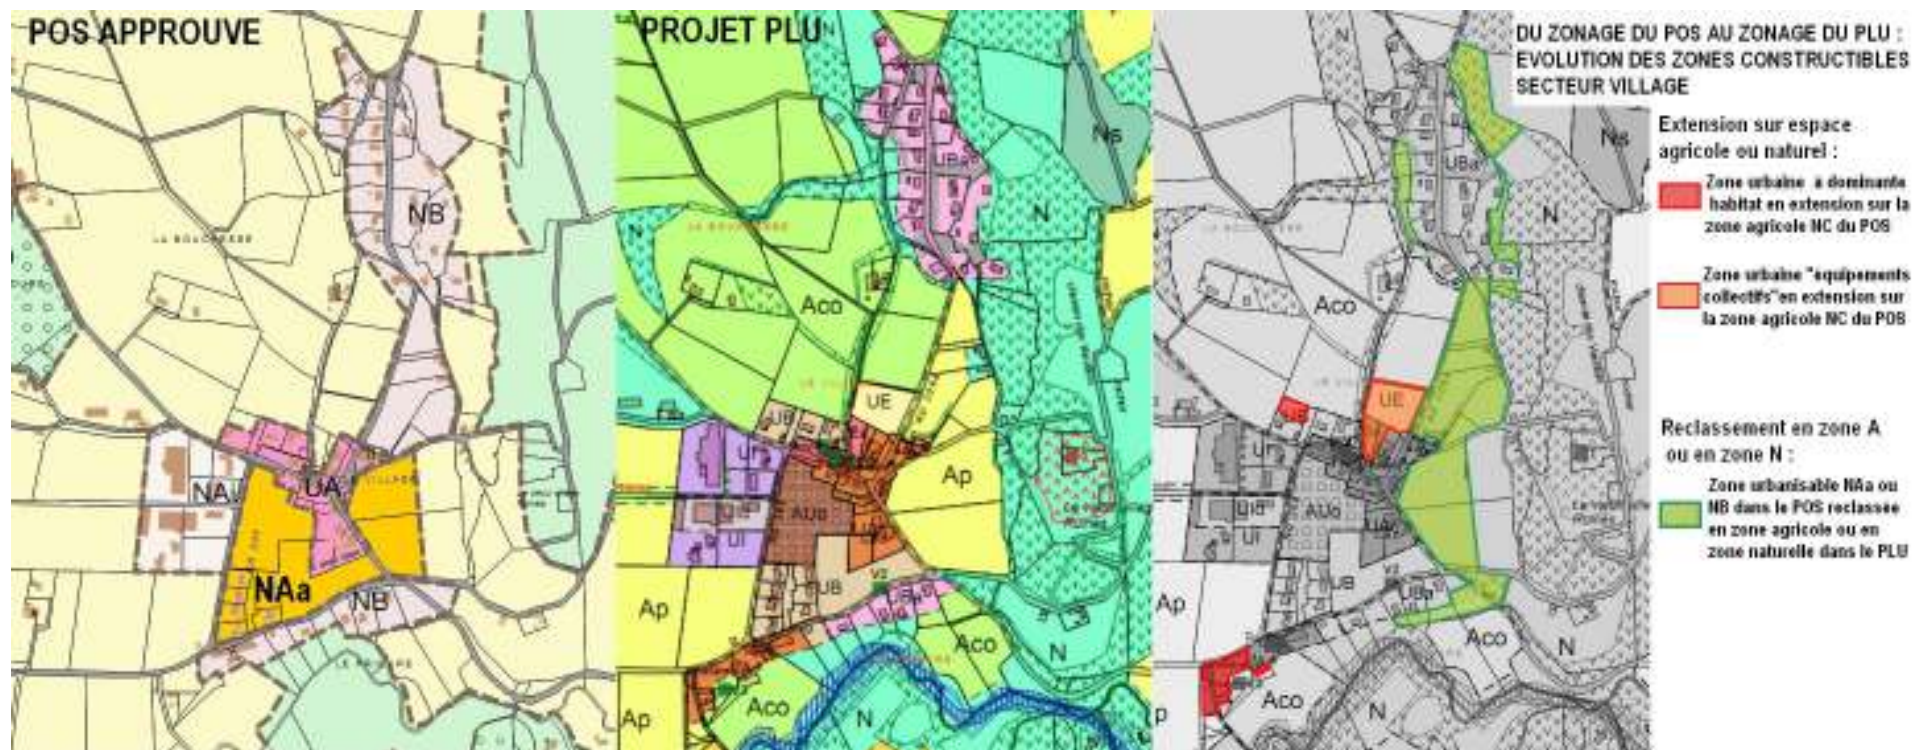 POS APPROUVE
NB
NA
UA
NAa
NB
PROJET PLU
N
Ns
UBa
N
N
Aco
UE
UB
Ap
AUo
UI
UB
Ap
Aco
N
Aco
Ap
N
DU ZONAGE DU POS AU ZONAGE DU PLU :
EVOLUTION DES ZONES CONSTRUCTIBLES
SECTEUR VILLAGE
N
Ns
UBa
N
Aco
UE
AUo
UI
UB
UBa
Ap
Aco
N
Aco
p
N
Extension sur espace
agricole ou naturel :
Zone urbaine à dominante
habitat en extension sur la
zone agricole NC du POS
Zone urbaine "équipements
collectifs" en extension sur
la zone agricole NC du POS
Reclassement en zone A
ou en zone N :
Zone urbanisable NAa ou
NB dans le POS reclassée
en zone agricole ou en
zone naturelle dans le PLU